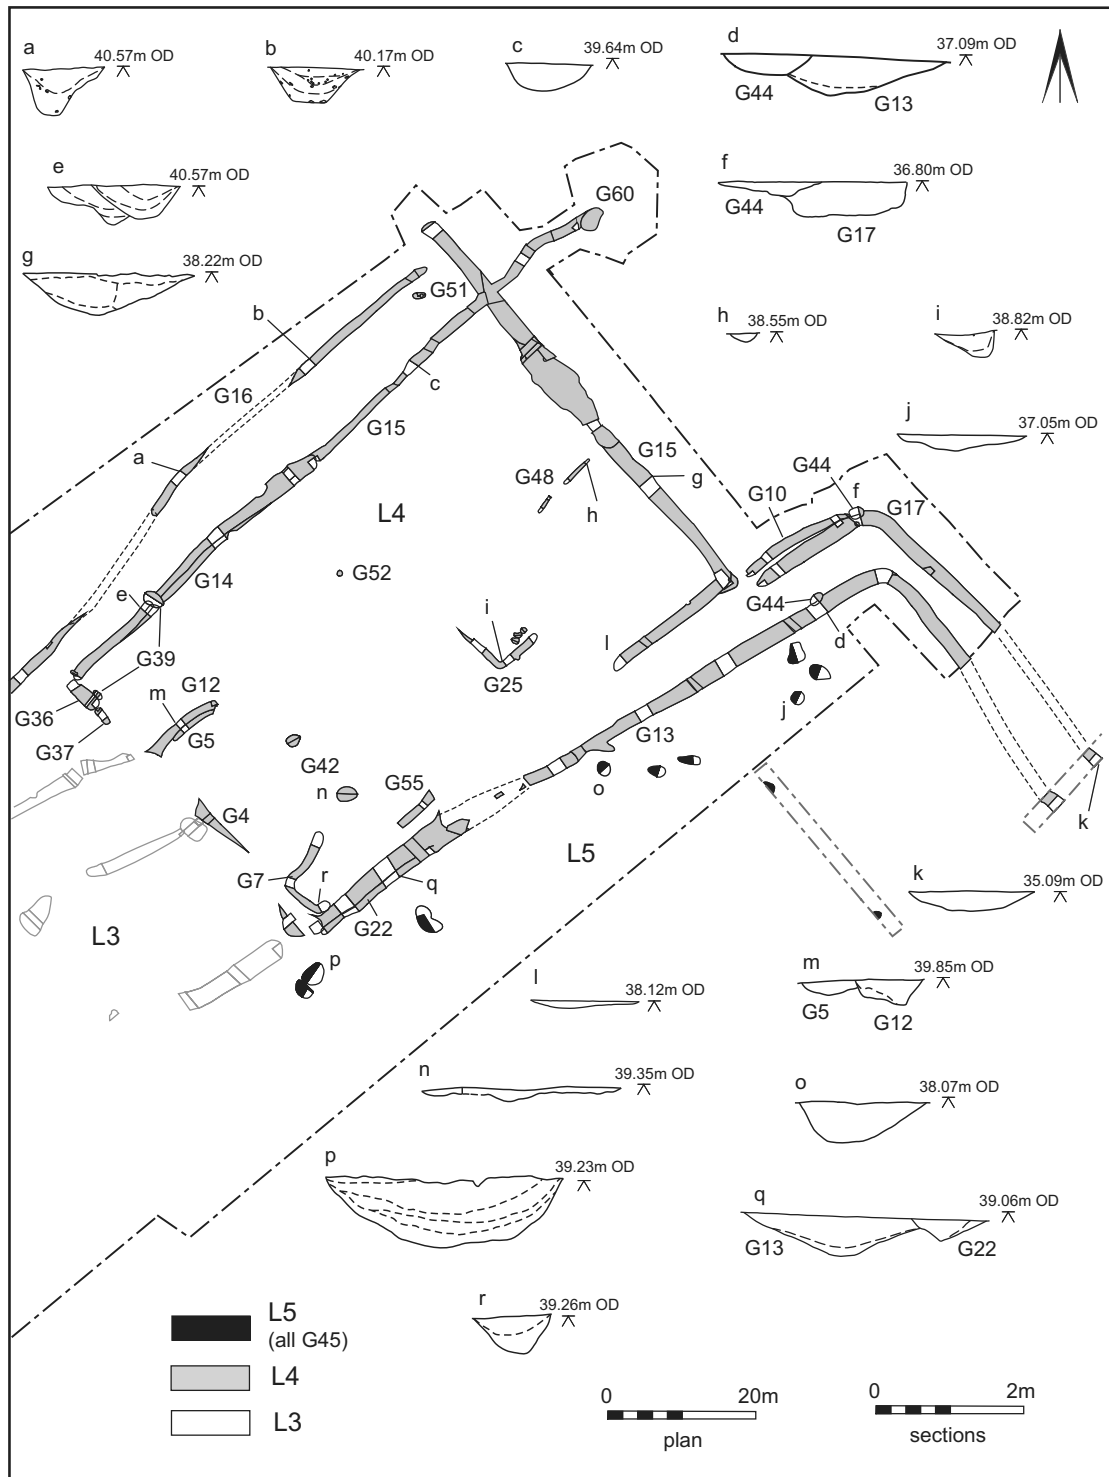 a
40.57m OD
b
40.17m OD
c
39.64m OD
d
37.09m OD
G44
G13
e
40.57m OD
f
36.80m OD
G44
G17
g
38.22m OD
h
38.55m OD
i
38.82m OD
j
37.05m OD
G60
G51
b
G16
c
G15
a
G15
g
G48
h
G44
f
G10
G17
L4
G14
G52
e
G44
d
i
l
G25
G39
G12
G36
m
G5
G37
j
G13
G42
o
n
G55
G4
k
L5
G7
r
q
G22
L3
p
k
35.09m OD
l
38.12m OD
m
39.85m OD
G5
G12
n
39.35m OD
o
38.07m OD
p
39.23m OD
q
39.06m OD
G13
G22
r
39.26m OD
L5
(all G45)
L4
L3
0 20m
plan
0 2m
sections